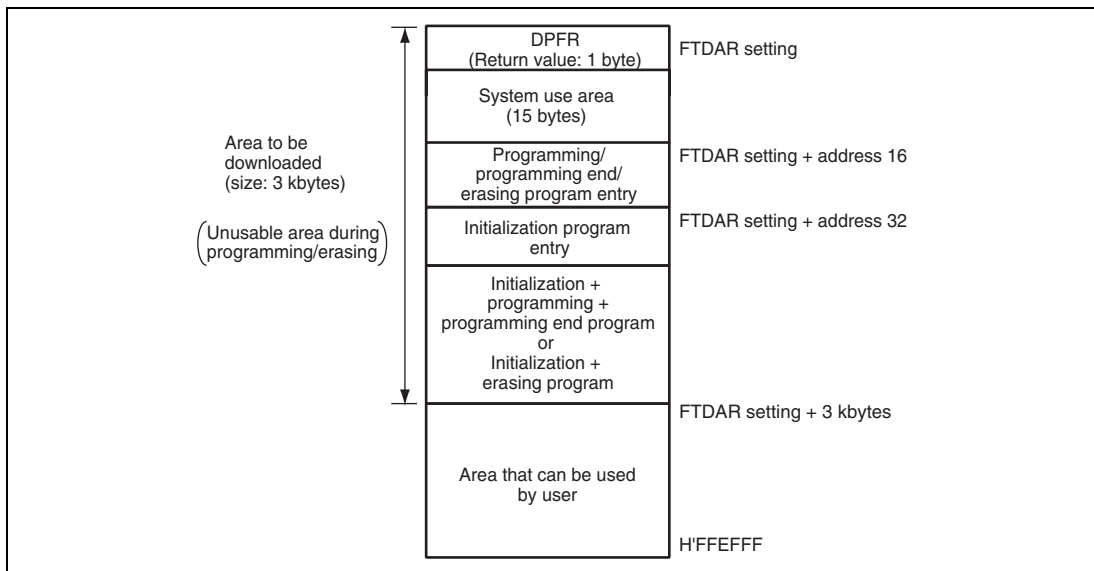 DPFR
(Return value: 1 byte)
FTDAR setting
System use area
(15 bytes)
Area to be
downloaded
(size: 3 kbytes)
(Unusable area during
programming/erasing)
Programming/
programming end/
erasing program entry
FTDAR setting + address 16
Initialization program
entry
FTDAR setting + address 32
Initialization +
programming +
programming end program
or
Initialization +
erasing program
FTDAR setting + 3 kbytes
Area that can be used
by user
H'FFEFFF